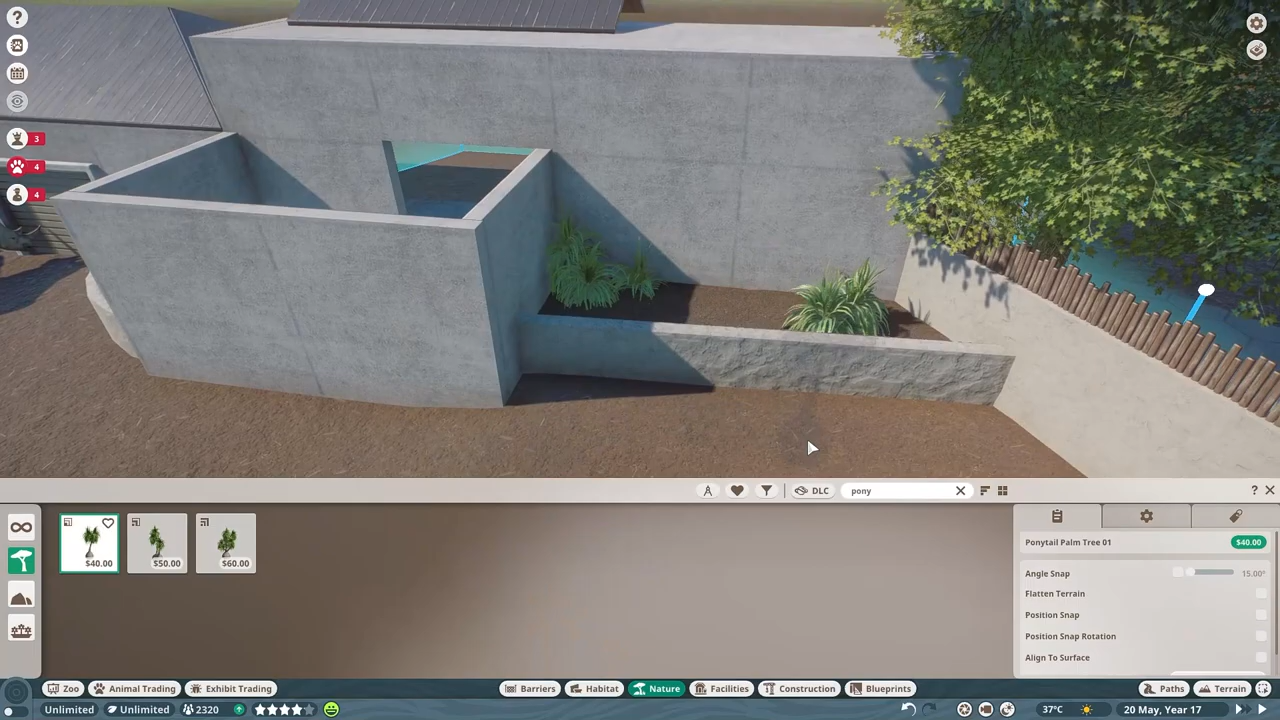 ?
3
4
4
DLC
pony
? ×
$40.00
$50.00
$60.00
Ponytail Palm Tree 01
$40.00
Angle Snap
15.00°
Flatten Terrain
Position Snap
Position Snap Rotation
Align To Surface
Zoo
Animal Trading
Exhibit Trading
Barriers
Habitat
Nature
Facilities
Construction
Blueprints
Paths
Terrain
Unlimited
Unlimited
2320
37°C
20 May, Year 17